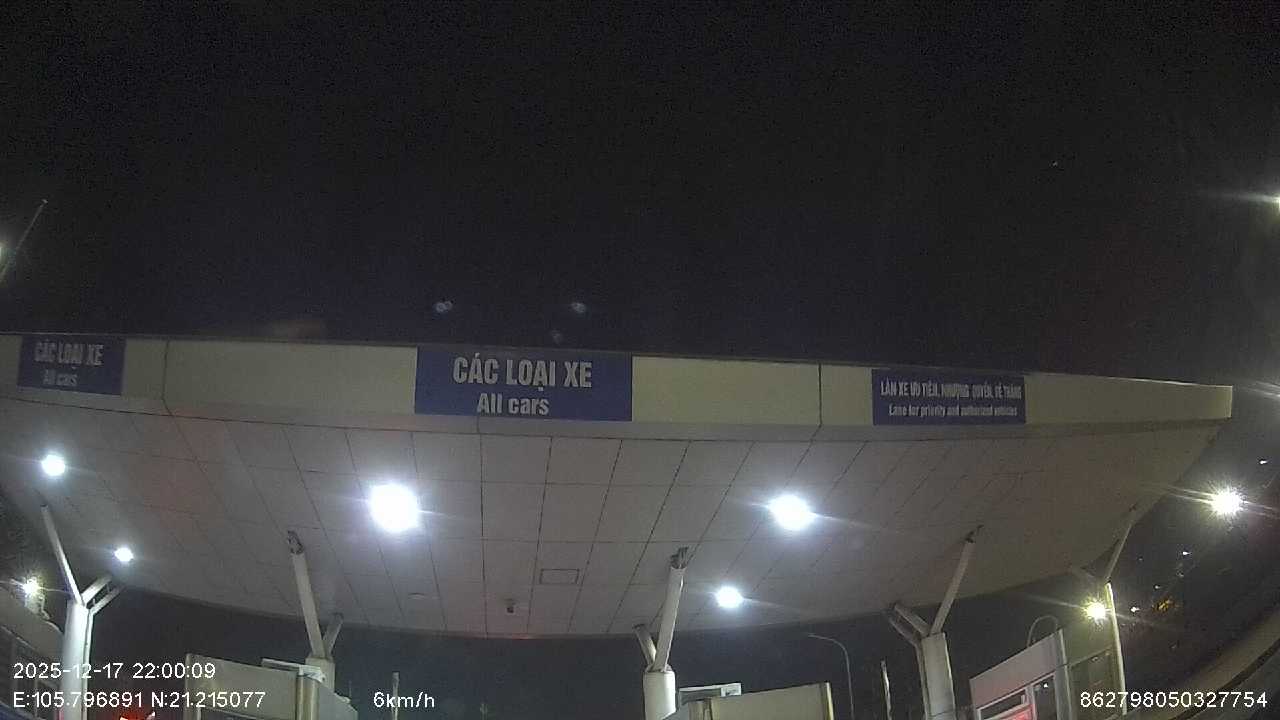 CÁC LOẠI XE
All cars
CÁC LOẠI XE
All cars
LÀN XE ƯU TIÊN, NHƯỢNG QUYỀN, VÉ THÁNG
Lane for priority and authorized vehicles
2025-12-17 22:00:09
E:105.796891 N:21.215077
6km/h
862798050327754